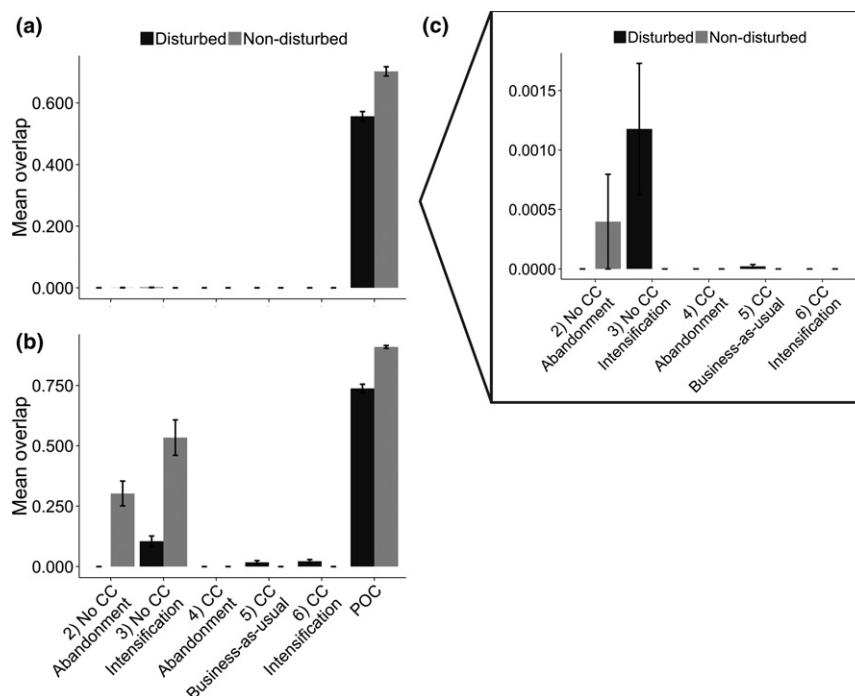 (a)
Disturbed Non-disturbed
Mean overlap
0.600
0.400
0.200
0.000
(c)
Disturbed Non-disturbed
0.0015
0.0010
0.0005
0.0000
2) No CC
Abandonment
3) No CC
Intensification
4) CC
Abandonment
5) CC
Business-as-usual
6) CC
Intensification
(b)
Mean overlap
0.750
0.500
0.250
0.000
2) No CC
Abandonment
3) No CC
Intensification
4) CC
Abandonment
5) CC
Business-as-usual
6) CC
Intensification
POC